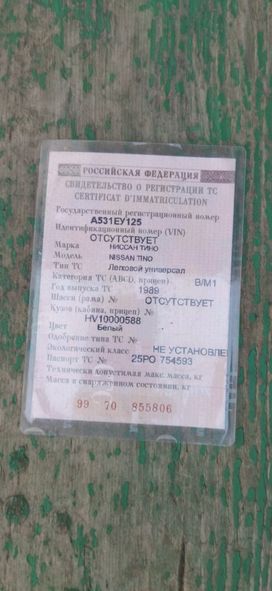 РОССИЙСКАЯ ФЕДЕРАЦИЯ
СВИДЕТЕЛЬСТВО О РЕГИСТРАЦИИ ТС
CERTIFICAT D'IMMATRICULATION
Государственный регистрационный номер
А531ЕУ125
Идентификационный номер (VIN)
ОТСУТСТВУЕТ
Марка НИССАН ТИНО
Модель NISSAN TINO
Тип ТС Легковой универсал
Категория ТС (ABCD, прицеп) B/M1
Год выпуска ТС 1989
Шасси (рама) № ОТСУТСТВУЕТ
Кузов (кабина, прицеп) №
HV10000588
Цвет Белый
Одобрение типа ТС №
Экологический класс НЕ УСТАНОВЛЕН
Паспорт ТС № 25РО 754593
Технически допустимая макс. масса, кг
Масса в снаряженном состоянии, кг
99 70 855806